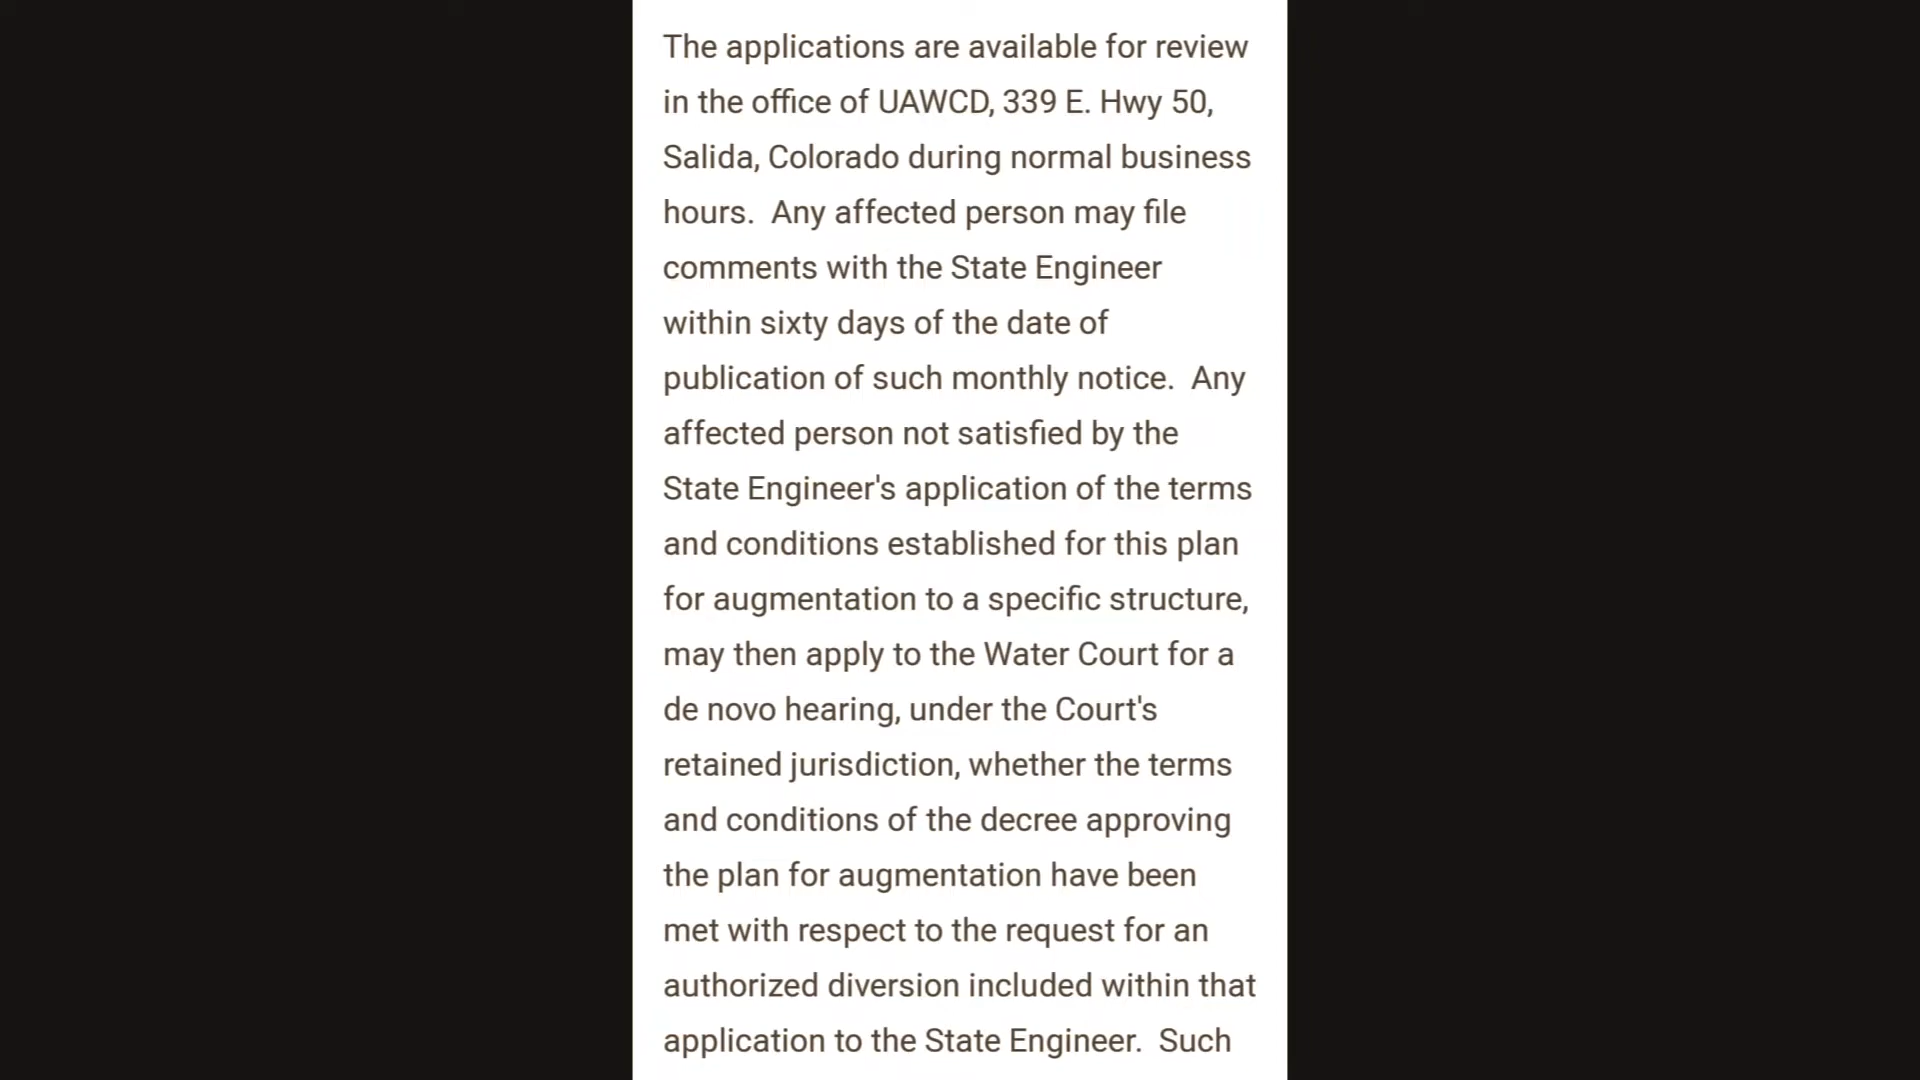 The applications are available for review
in the office of UAWCD, 339 E. Hwy 50,
Salida, Colorado during normal business
hours.  Any affected person may file
comments with the State Engineer
within sixty days of the date of
publication of such monthly notice.  Any
affected person not satisfied by the
State Engineer's application of the terms
and conditions established for this plan
for augmentation to a specific structure,
may then apply to the Water Court for a
de novo hearing, under the Court's
retained jurisdiction, whether the terms
and conditions of the decree approving
the plan for augmentation have been
met with respect to the request for an
authorized diversion included within that
application to the State Engineer.  Such